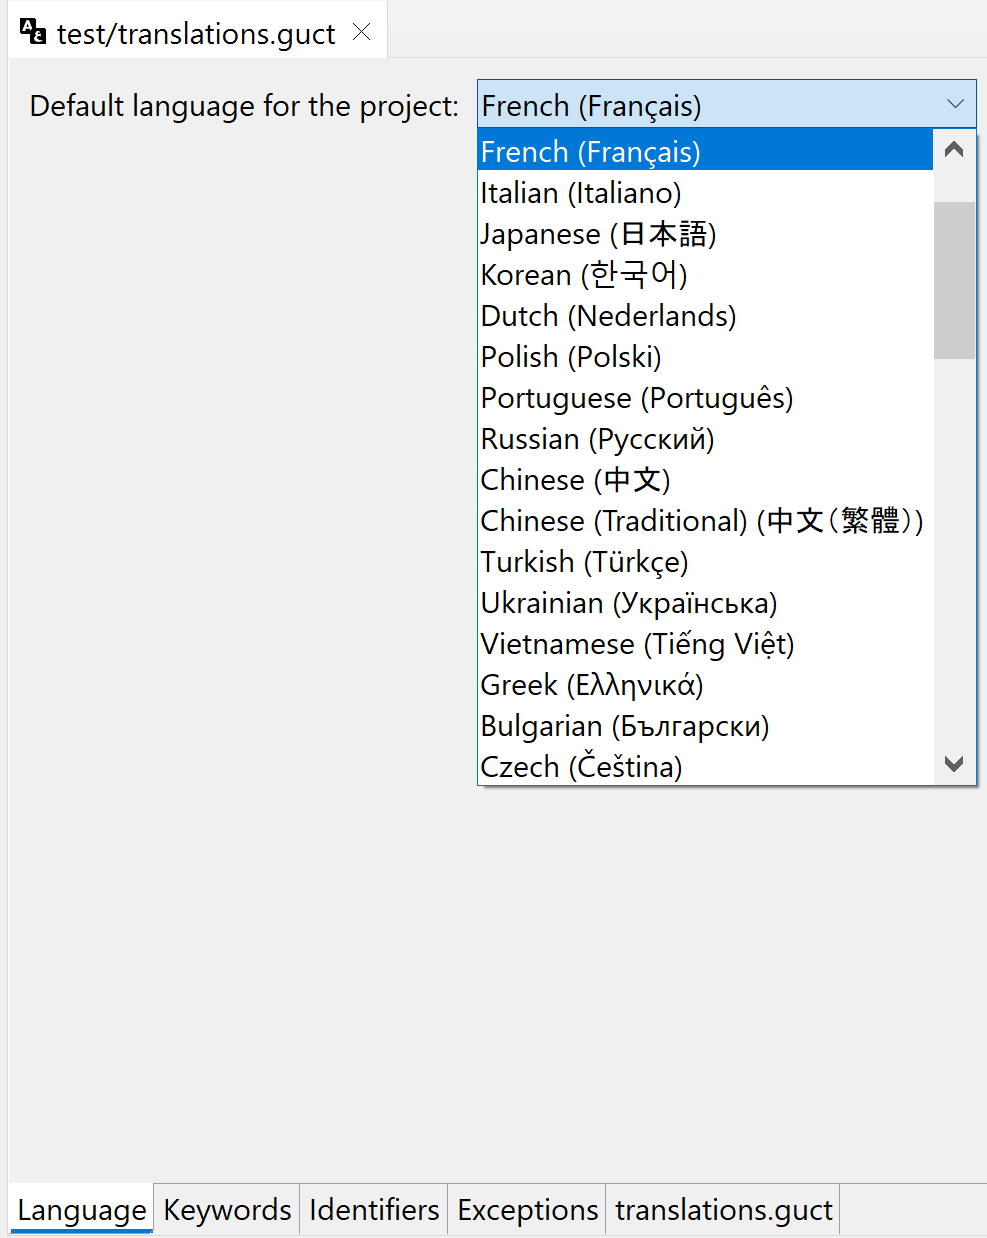 test/translations.guct
Default language for the project: French (Français)
French (Français)
Italian (Italiano)
Japanese (日本語)
Korean (한국어)
Dutch (Nederlands)
Polish (Polski)
Portuguese (Português)
Russian (Русский)
Chinese (中文)
Chinese (Traditional) (中文（繁體）)
Turkish (Türkçe)
Ukrainian (Українська)
Vietnamese (Tiếng Việt)
Greek (Ελληνικά)
Bulgarian (Български)
Czech (Čeština)
Language Keywords Identifiers Exceptions translations.guct